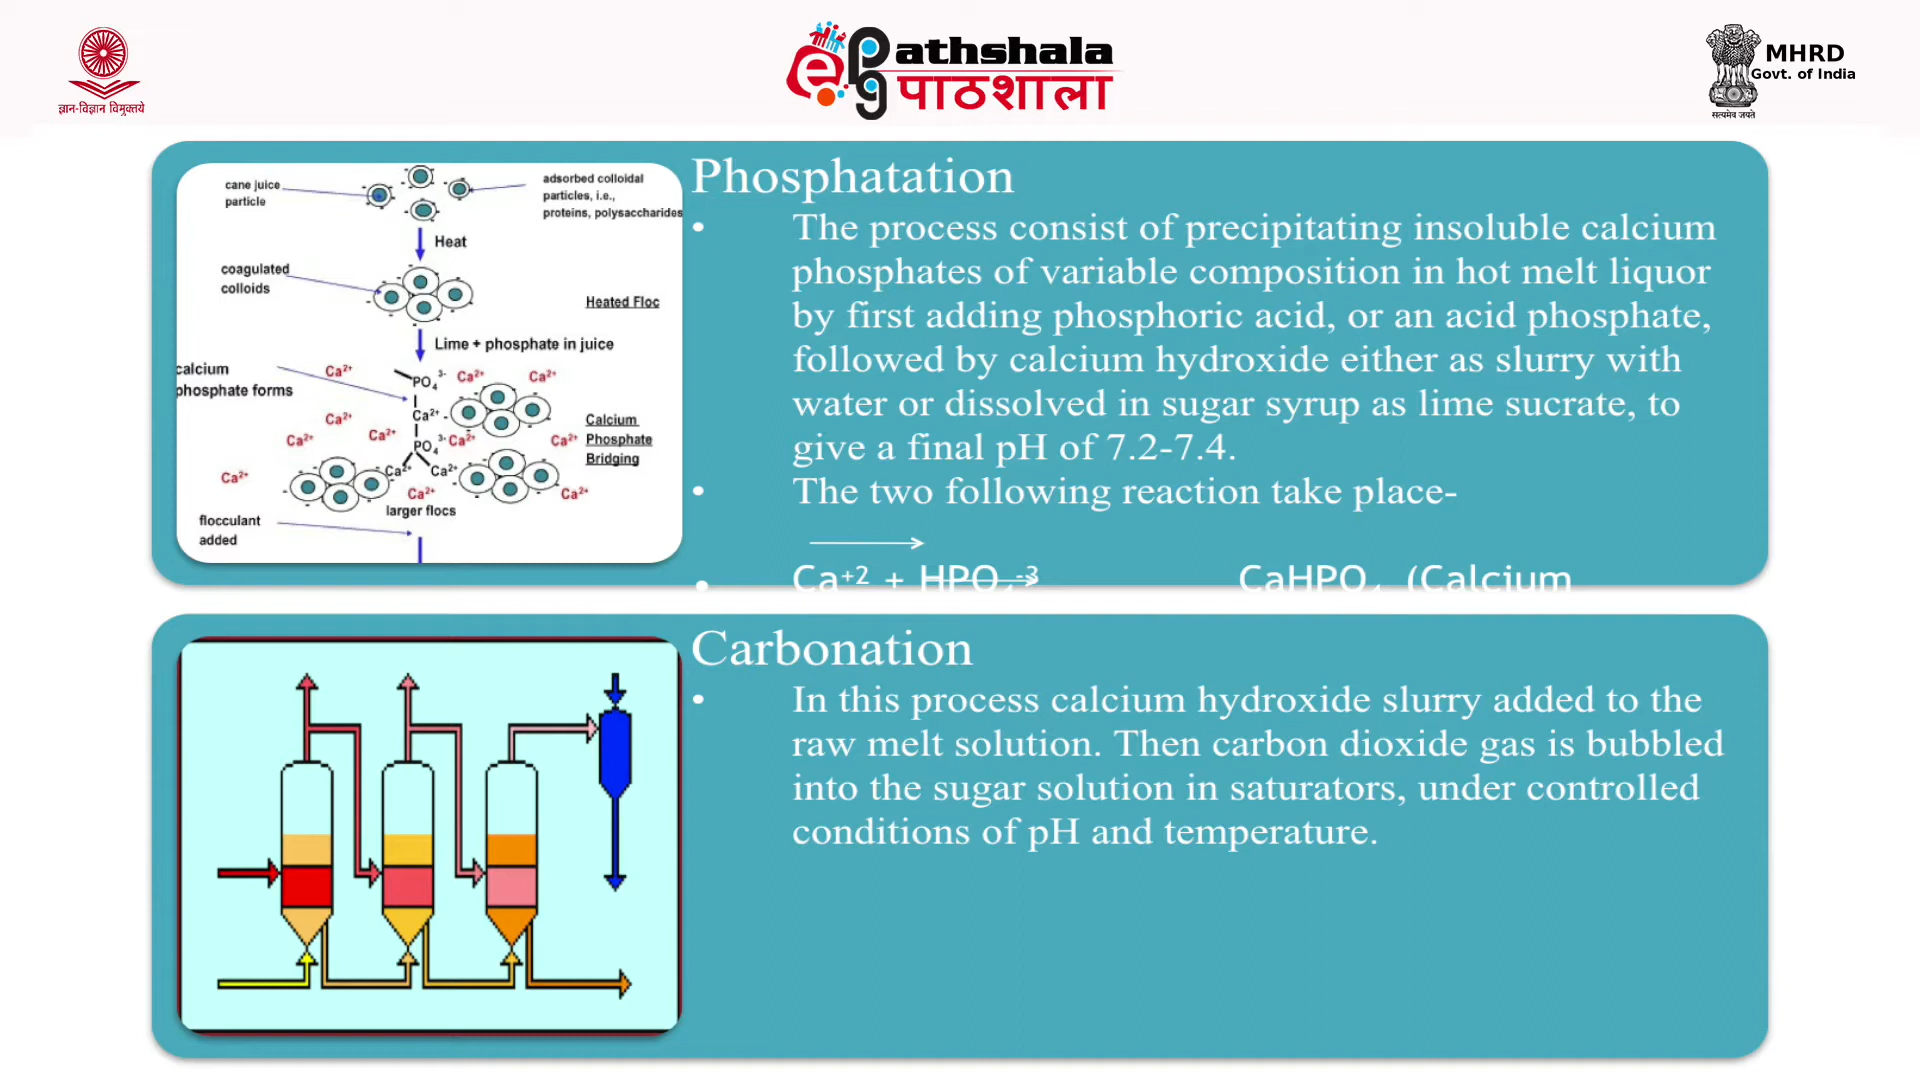 ज्ञान-विज्ञान विमुक्तये
e pg athshala
पाठशाला
MHRD
Govt. of India
सत्यमेव जयते
cane juice
particle
adsorbed colloidal
particles, i.e.,
proteins, polysaccharides
Heat
coagulated
colloids
Heated Floc
Lime + phosphate in juice
calcium
phosphate forms
Ca²⁺
PO₄³⁻
Ca²⁺
Ca²⁺
Ca²⁺
Ca²⁺
Ca²⁺
Ca²⁺
PO₄³⁻
Ca²⁺
Ca²⁺
Calcium
Phosphate
Bridging
Ca²⁺
Ca²⁺
Ca²⁺
Ca²⁺
Ca²⁺
larger flocs
flocculant
added
Phosphatation
• The process consist of precipitating insoluble calcium
phosphates of variable composition in hot melt liquor
by first adding phosphoric acid, or an acid phosphate,
followed by calcium hydroxide either as slurry with
water or dissolved in sugar syrup as lime sucrate, to
give a final pH of 7.2-7.4.
• The two following reaction take place-
• Ca⁺² + HPO₄⁻³ CaHPO₄ (Calcium
Carbonation
• In this process calcium hydroxide slurry added to the
raw melt solution. Then carbon dioxide gas is bubbled
into the sugar solution in saturators, under controlled
conditions of pH and temperature.